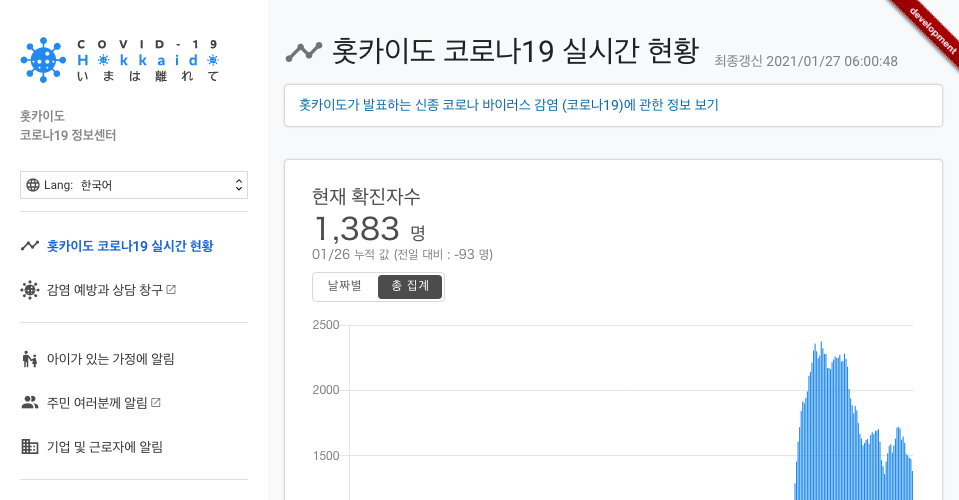 COVID-19
Hokkaido
いまは離れて
홋카이도
코로나19 정보센터
Lang: 한국어
홋카이도 코로나19 실시간 현황
감염 예방과 상담 창구
아이가 있는 가정에 알림
주민 여러분께 알림
기업 및 근로자에 알림
development
홋카이도 코로나19 실시간 현황 최종갱신 2021/01/27 06:00:48
홋카이도가 발표하는 신종 코로나 바이러스 감염 (코로나19)에 관한 정보 보기
현재 확진자수
1,383 명
01/26 누적 값 (전일 대비 : -93 명)
날짜별 총 집계
2500
2000
1500